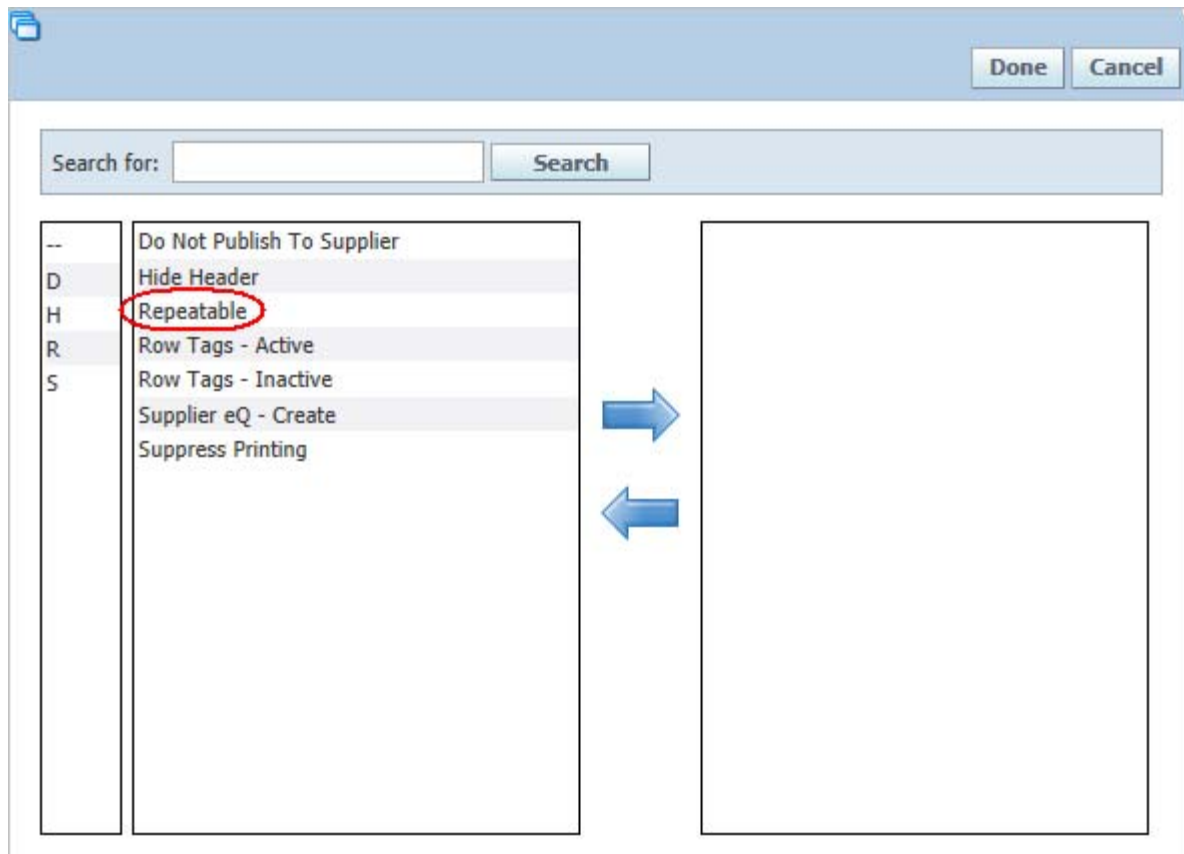 Done Cancel
Search for: Search
--
D
H
R
S
Do Not Publish To Supplier
Hide Header
Repeatable
Row Tags - Active
Row Tags - Inactive
Supplier eQ - Create
Suppress Printing